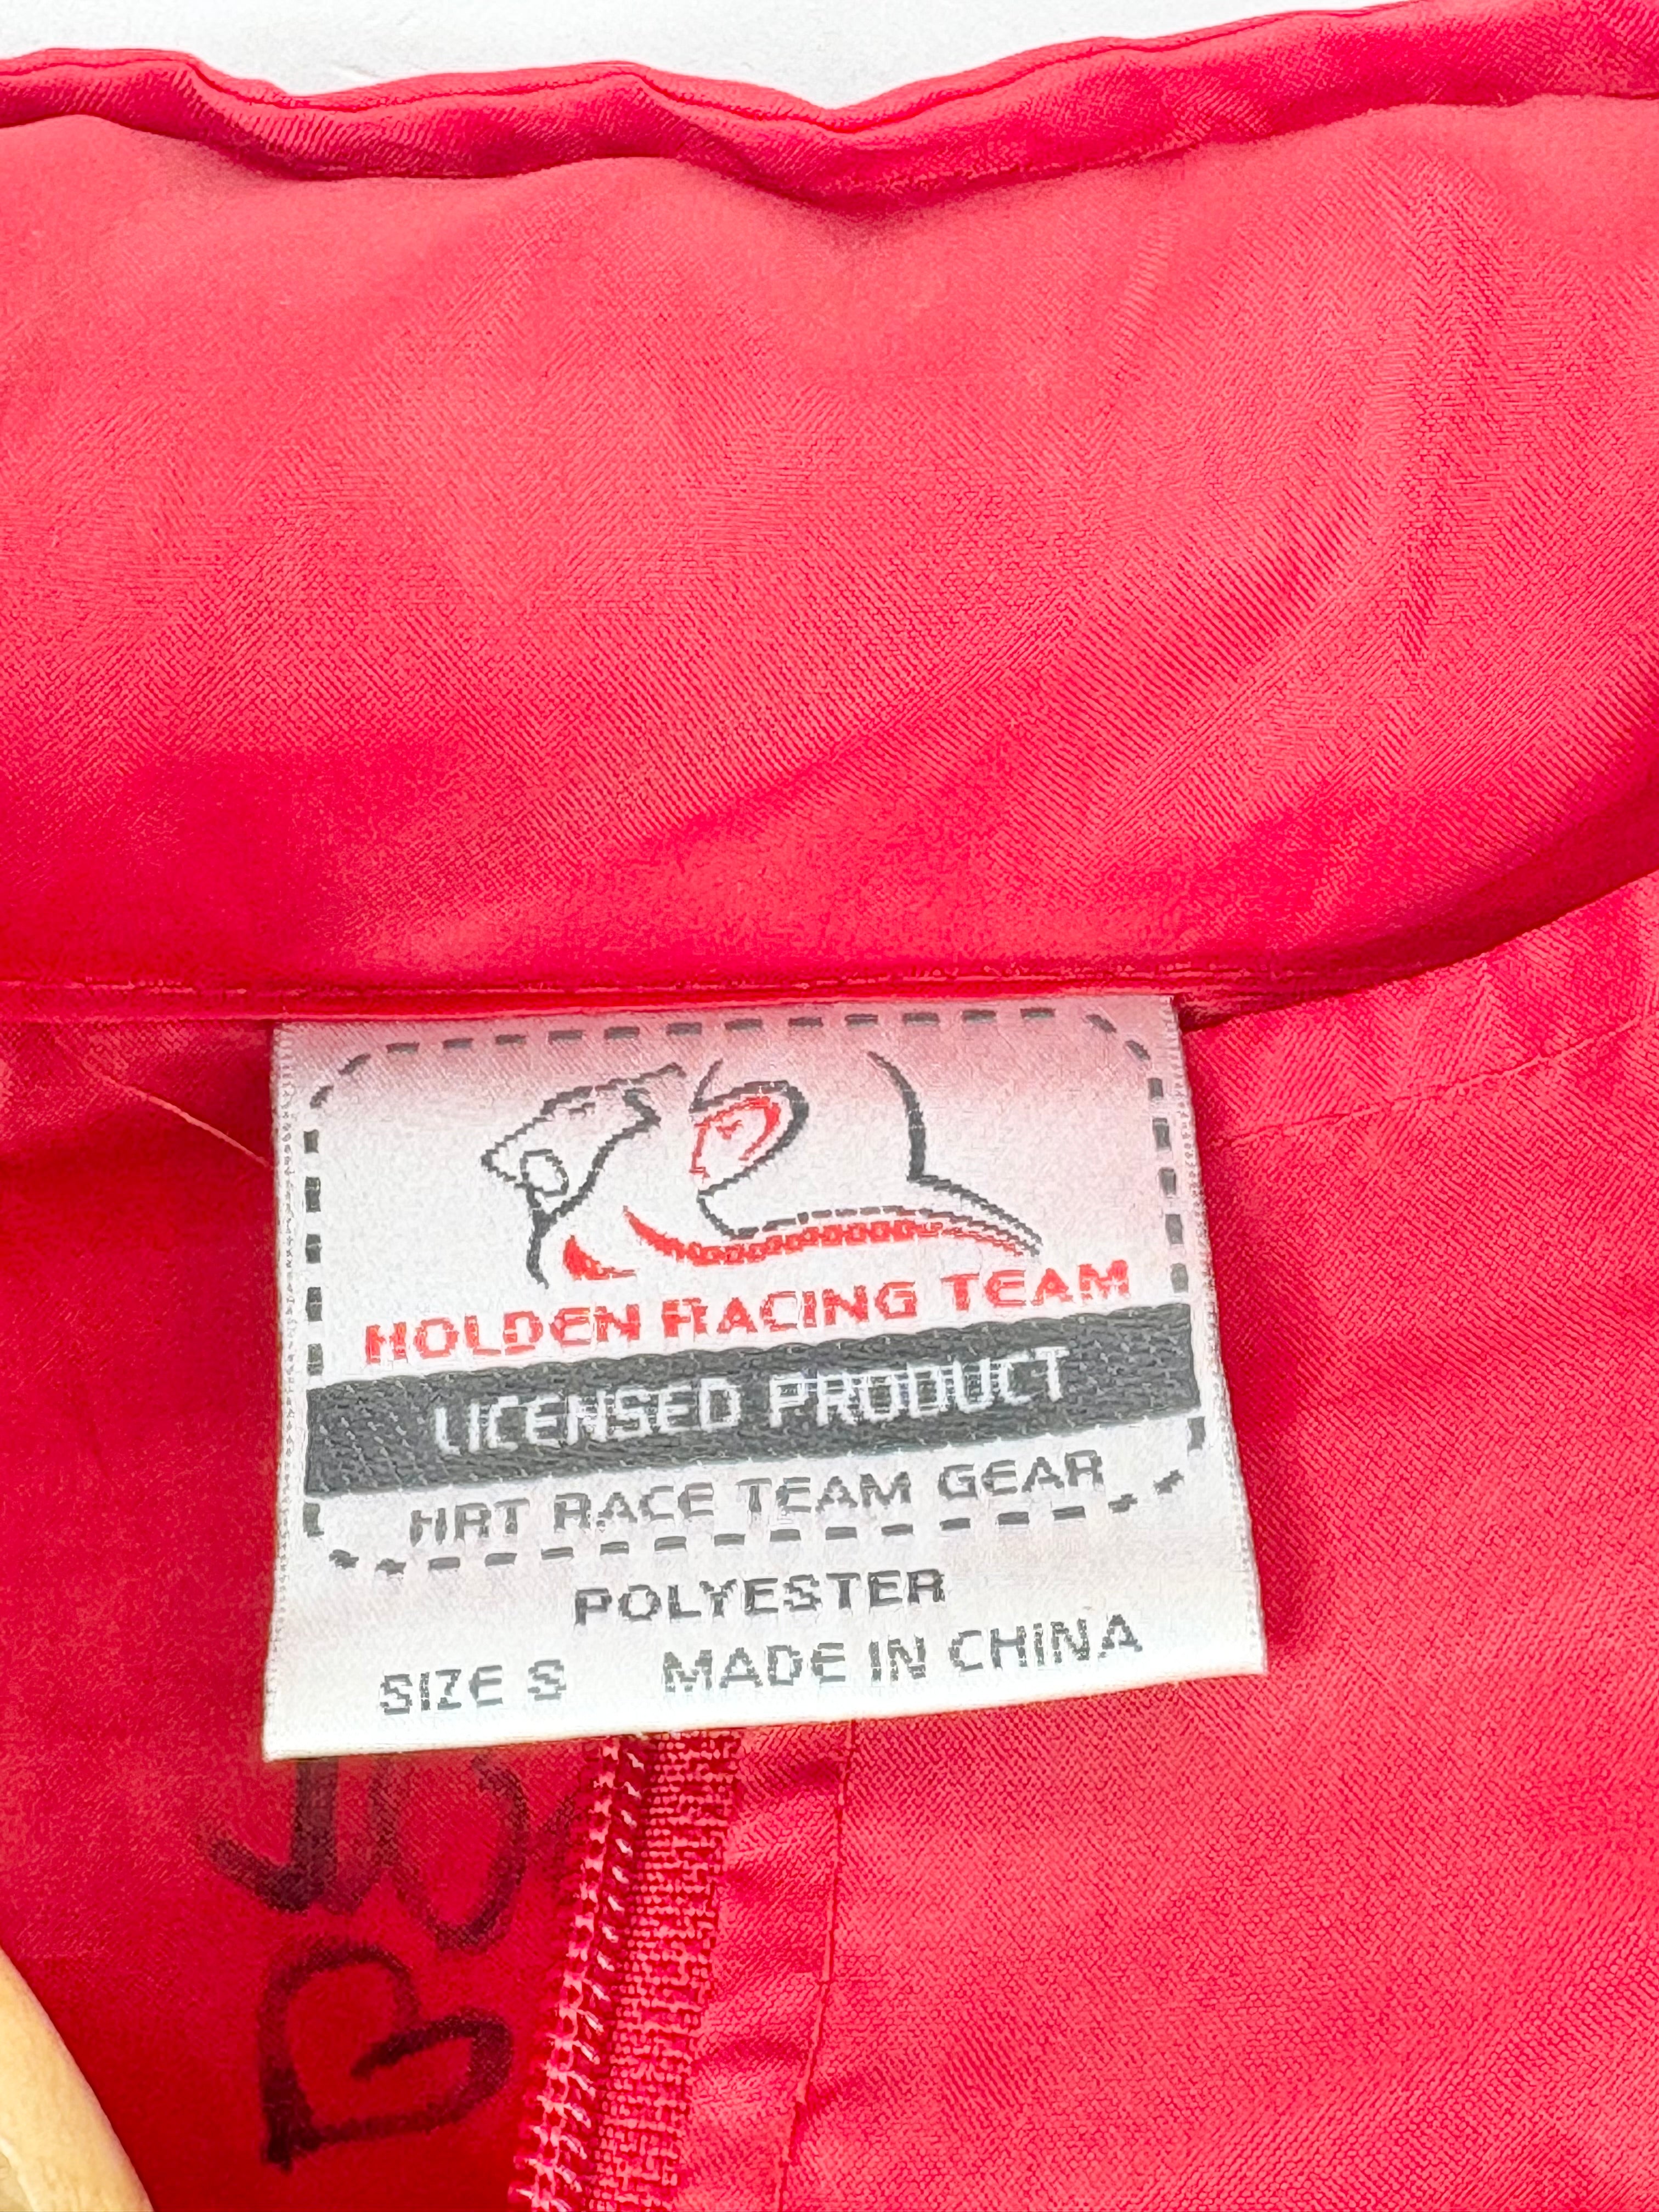 HOLDEN RACING TEAM
LICENSED PRODUCT
HRT RACE TEAM GEAR
POLYESTER
SIZE S MADE IN CHINA